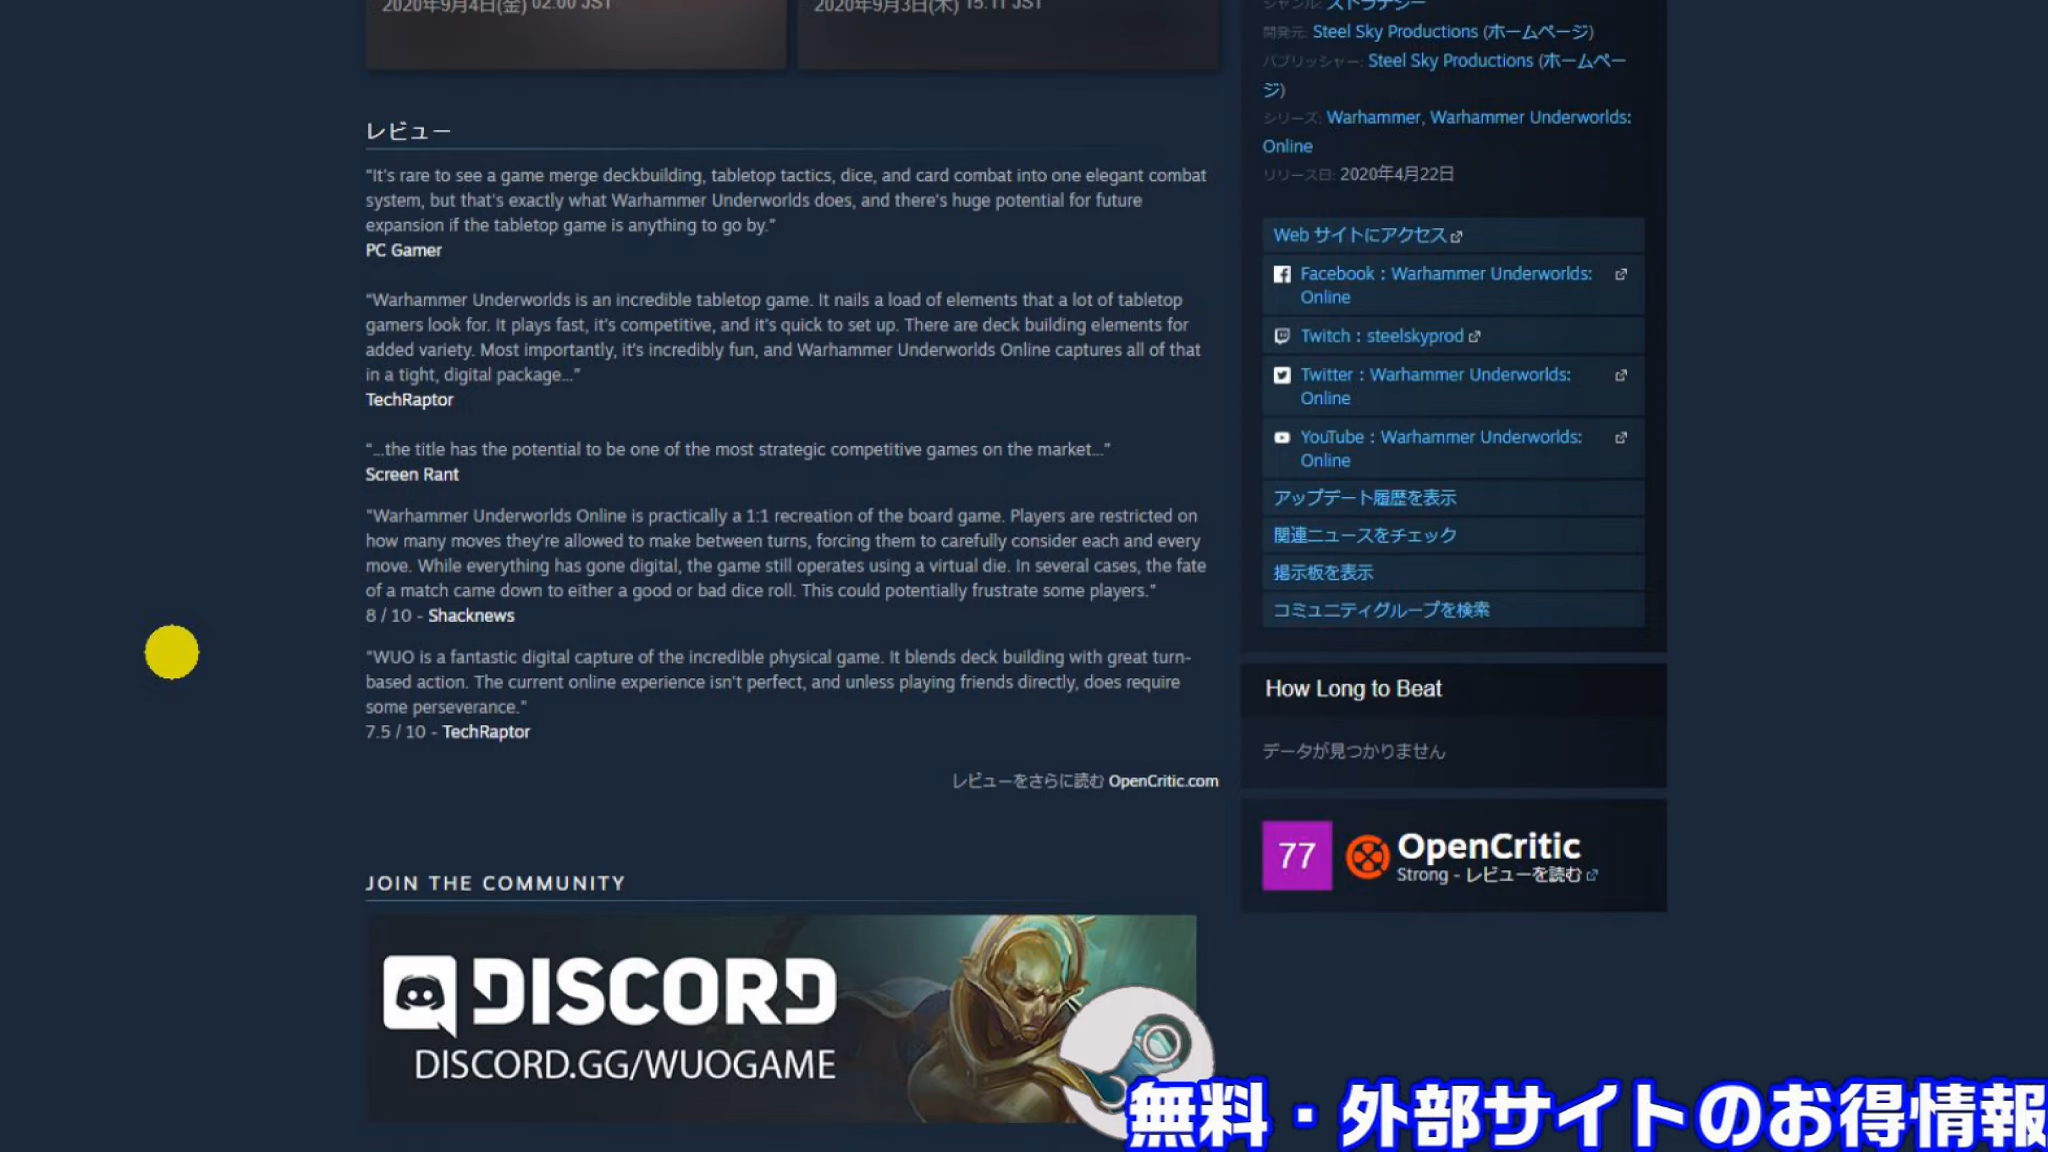 2020年9月4日(金) 02:00 JST
2020年9月3日(木) 15:11 JST
レビュー
“It's rare to see a game merge deckbuilding, tabletop tactics, dice, and card combat into one elegant combat
system, but that's exactly what Warhammer Underworlds does, and there's huge potential for future
expansion if the tabletop game is anything to go by.”
PC Gamer
“Warhammer Underworlds is an incredible tabletop game. It nails a load of elements that a lot of tabletop
gamers look for. It plays fast, it's competitive, and it's quick to set up. There are deck building elements for
added variety. Most importantly, it's incredibly fun, and Warhammer Underworlds Online captures all of that
in a tight, digital package...”
TechRaptor
“...the title has the potential to be one of the most strategic competitive games on the market...”
Screen Rant
"Warhammer Underworlds Online is practically a 1:1 recreation of the board game. Players are restricted on
how many moves they're allowed to make between turns, forcing them to carefully consider each and every
move. While everything has gone digital, the game still operates using a virtual die. In several cases, the fate
of a match came down to either a good or bad dice roll. This could potentially frustrate some players."
8 / 10 - Shacknews
"WUO is a fantastic digital capture of the incredible physical game. It blends deck building with great turn-
based action. The current online experience isn't perfect, and unless playing friends directly, does require
some perseverance."
7.5 / 10 - TechRaptor
レビューをさらに読む OpenCritic.com
JOIN THE COMMUNITY
DISCORD
DISCORD.GG/WUOGAME
ジャンル: ストラテジー
開発元: Steel Sky Productions (ホームページ)
パブリッシャー: Steel Sky Productions (ホームペー
ジ)
シリーズ: Warhammer, Warhammer Underworlds:
Online
リリース日: 2020年4月22日
Web サイトにアクセス
Facebook : Warhammer Underworlds:
Online
Twitch : steelskyprod
Twitter : Warhammer Underworlds:
Online
YouTube : Warhammer Underworlds:
Online
アップデート履歴を表示
関連ニュースをチェック
掲示板を表示
コミュニティグループを検索
How Long to Beat
データが見つかりません
77
OpenCritic
Strong - レビューを読む
無料・外部サイトのお得情報